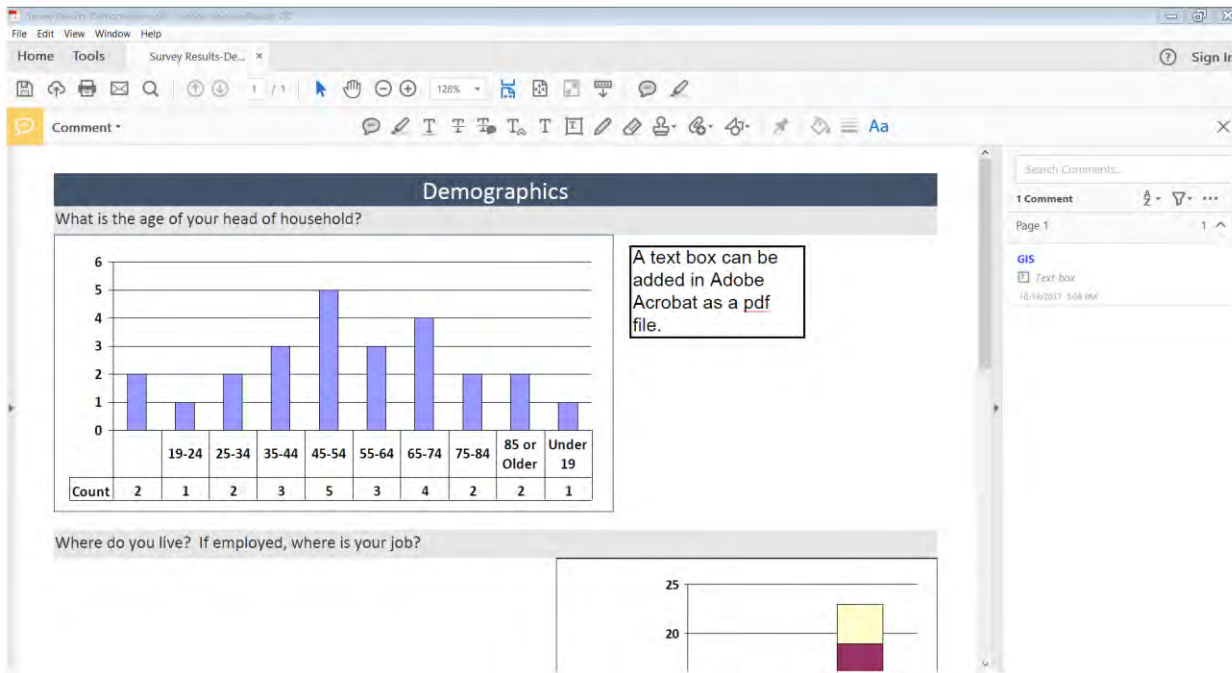 File Edit View Window Help
Home Tools Survey Results-De... × ? Sign In
1 / 1 128%
Comment Aa
Search Comments...
1 Comment
Page 1 1
GIS
Text box
10/19/2017
Demographics
What is the age of your head of household?
6
5
4
3
2
1
0
19-24 25-34 35-44 45-54 55-64 65-74 75-84 85 or Older Under 19
Count 2 1 2 3 5 3 4 2 2 1
A text box can be
added in Adobe
Acrobat as a pdf
file.
Where do you live? If employed, where is your job?
25
20